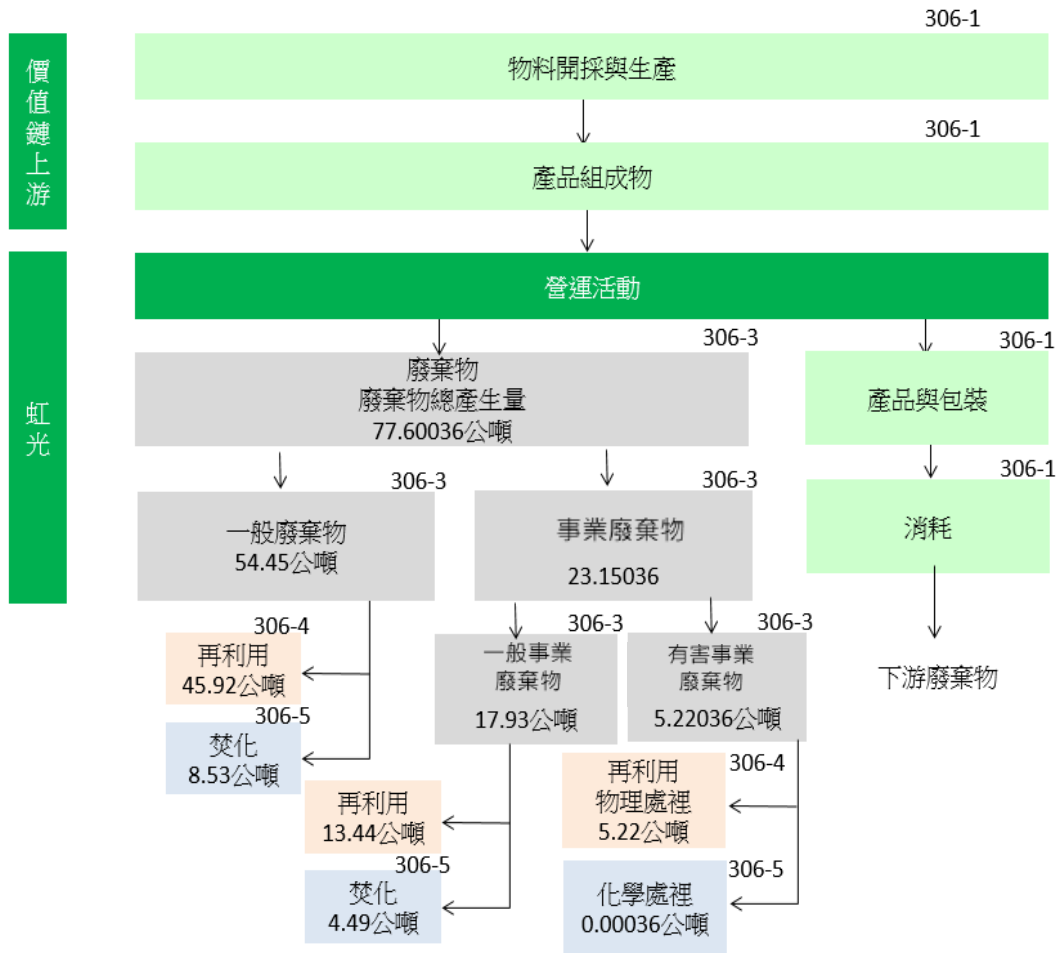 306-1
價值鏈上游
物料開採與生產
306-1
產品組成物
虹光
營運活動
306-3
廢棄物
廢棄物總產生量
77.60036公噸
306-1
產品與包裝
306-3
一般廢棄物
54.45公噸
306-3
事業廢棄物
23.15036
306-1
消耗
306-4
再利用
45.92公噸
306-5
焚化
8.53公噸
306-3
一般事業
廢棄物
17.93公噸
306-3
有害事業
廢棄物
5.22036公噸
下游廢棄物
再利用
13.44公噸
306-5
焚化
4.49公噸
306-4
再利用
物理處裡
5.22公噸
306-5
化學處裡
0.00036公噸